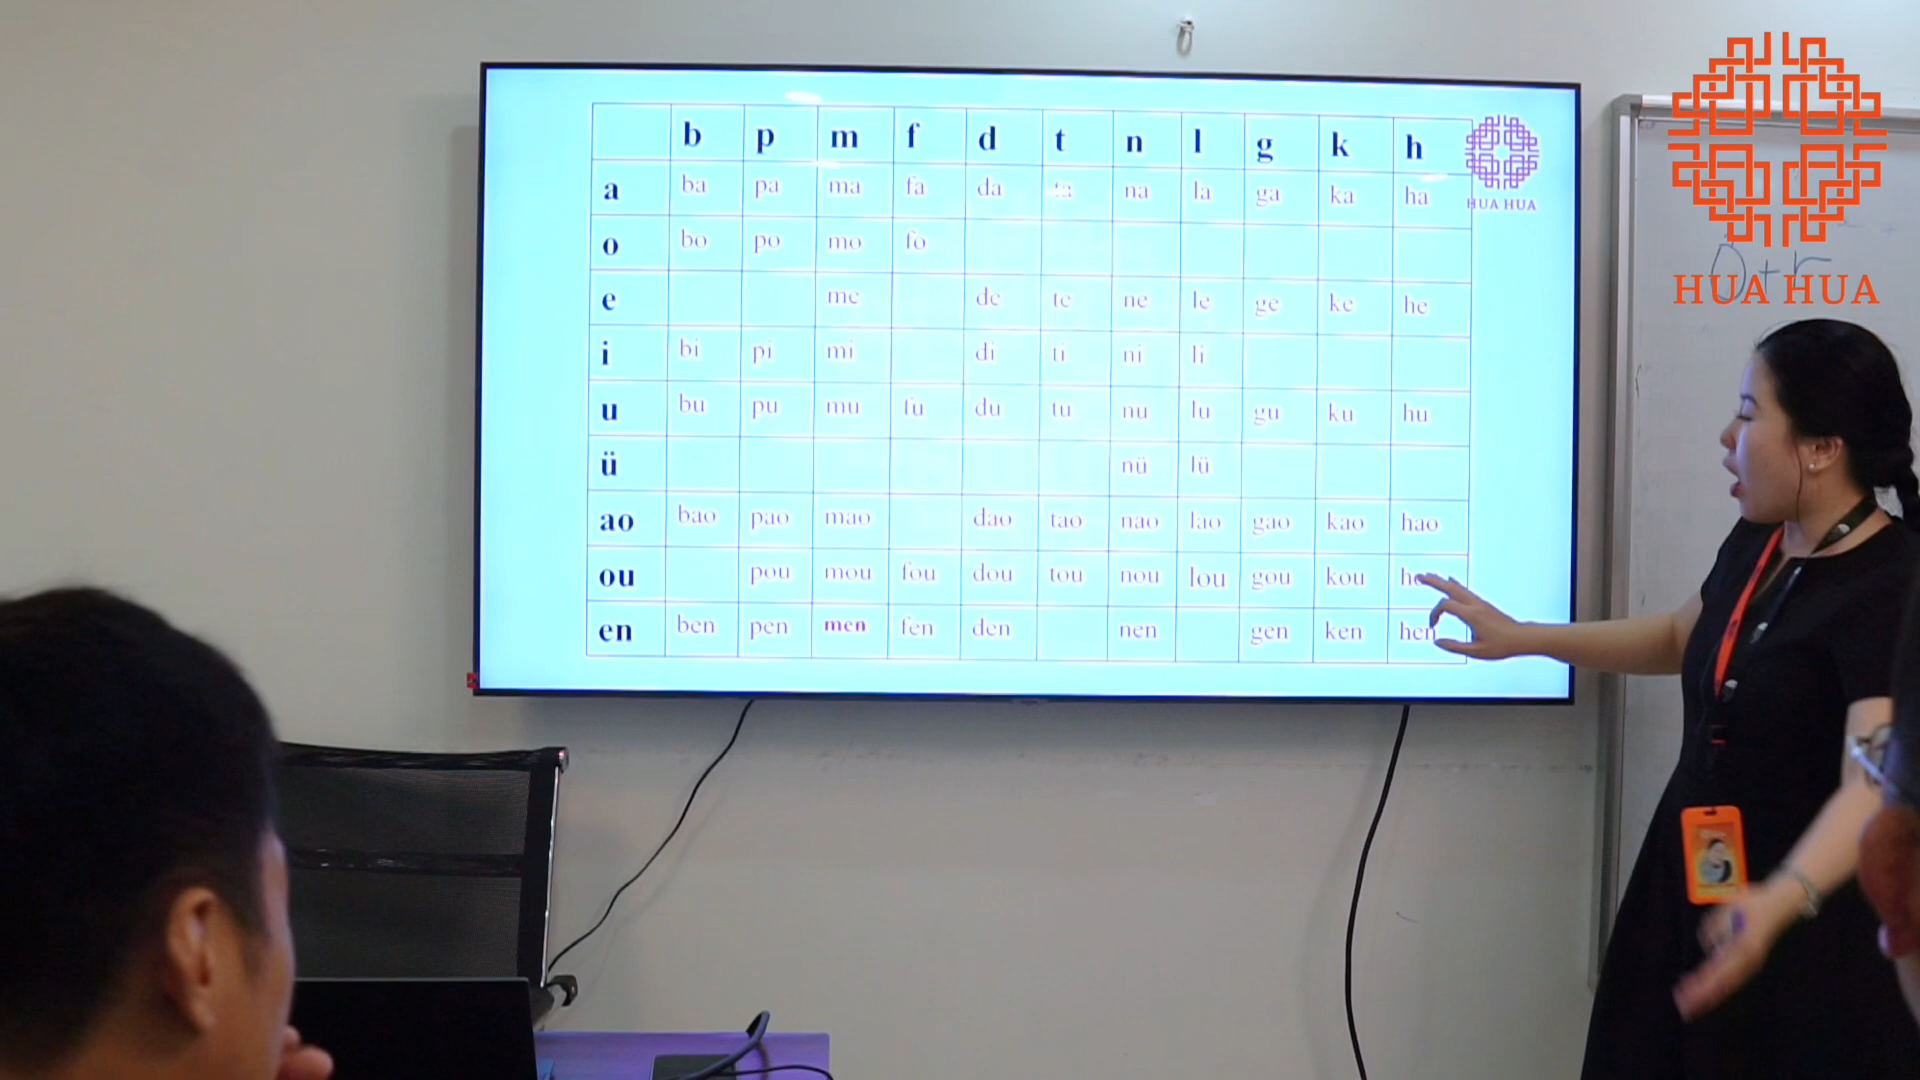 b p m f d t n l g k h
a ba pa ma fa da ta na la ga ka ha
o bo po mo fo
e me de te ne le ge ke he
i bi pi mi di ti ni li
u bu pu mu fu du tu nu lu gu ku hu
ü nü lü
ao bao pao mao dao tao nao lao gao kao hao
ou pou mou fou dou tou nou lou gou kou
en ben pen men fen den nen gen ken hen
HUA HUA
HUA HUA